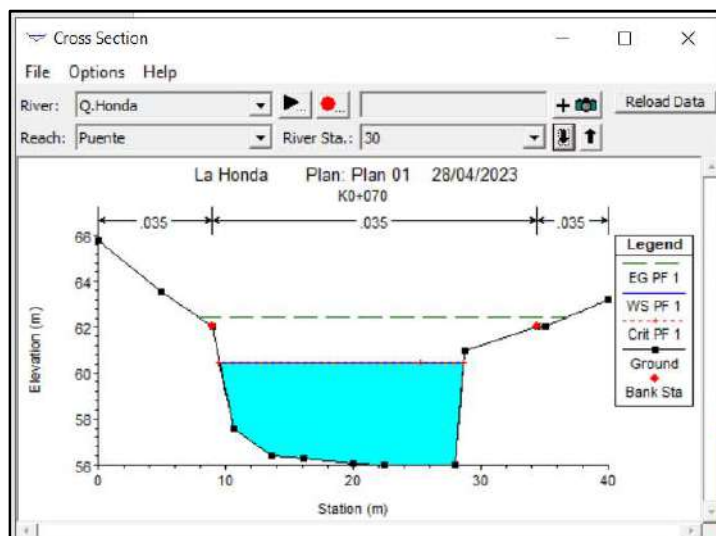 Cross Section
File Options Help
River: Q.Honda Reload Data
Reach: Puente River Sta.: 30
La Honda Plan: Plan 01 28/04/2023
K0+070
.035 .035 .035
Legend
EG PF 1
WS PF 1
Crit PF 1
Ground
Bank Sta
Elevation (m)
66
64
62
60
58
56
0 10 20 30 40
Station (m)